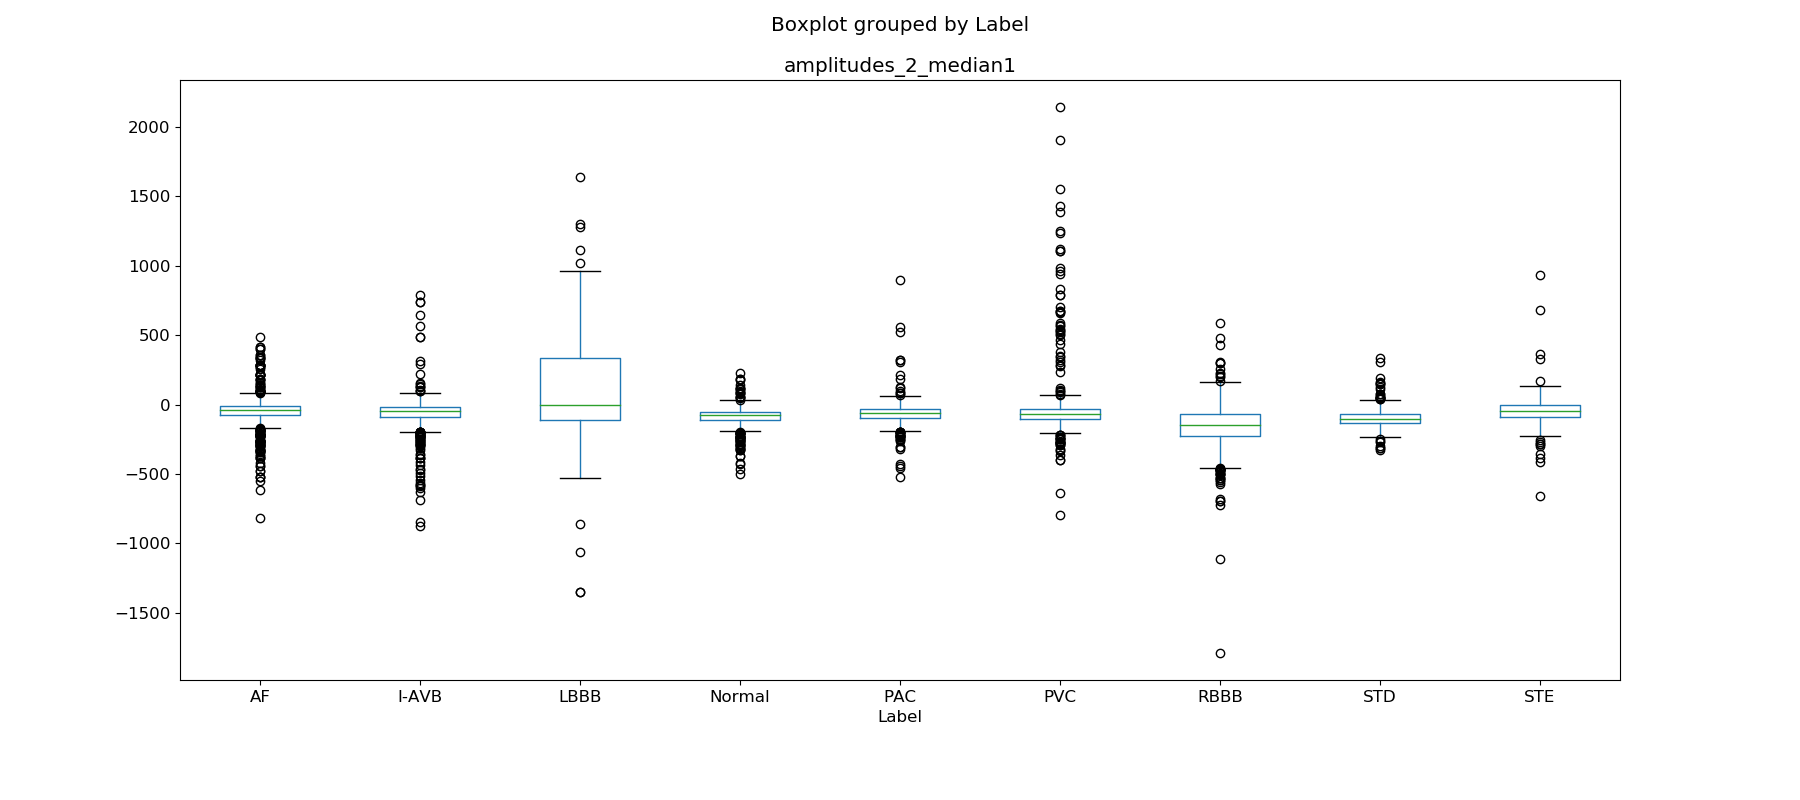 Boxplot grouped by Label
amplitudes_2_median1
2000
1500
1000
500
0
−500
−1000
−1500
AF I-AVB LBBB Normal PAC PVC RBBB STD STE
Label